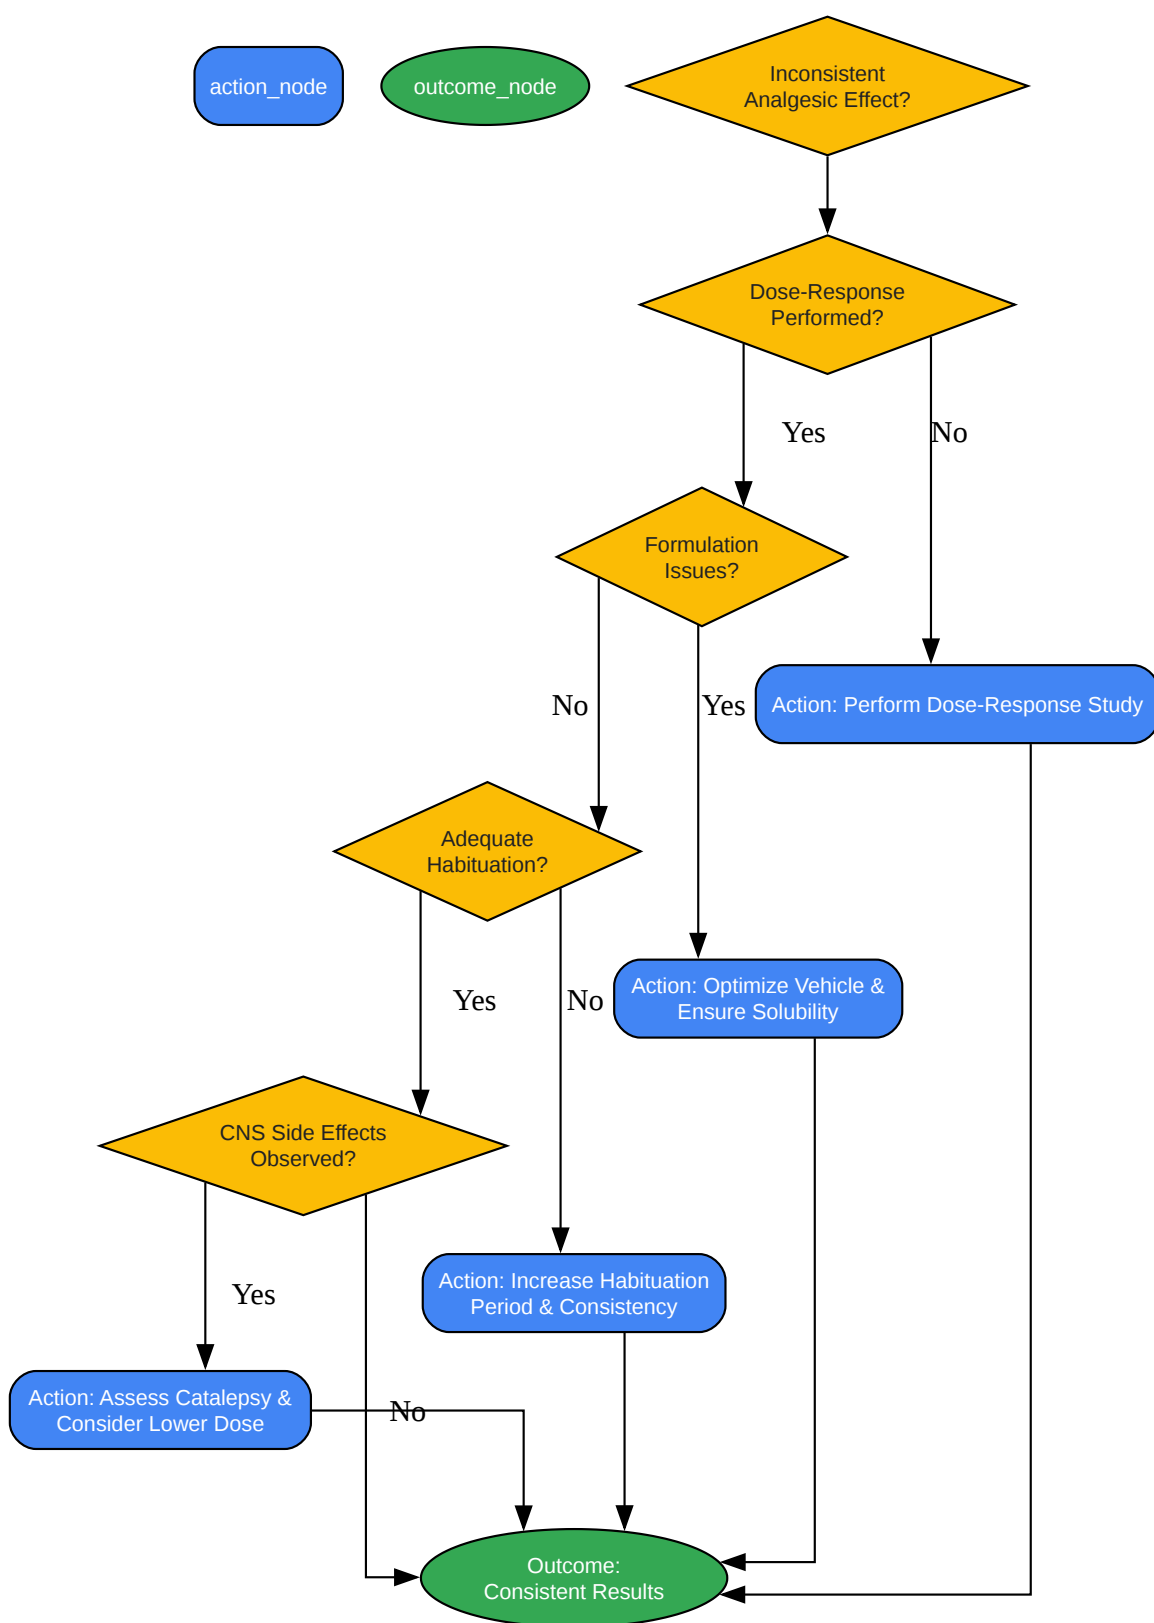 action_node
outcome_node
Inconsistent
Analgesic Effect?
Dose-Response
Performed?
Yes
No
Formulation
Issues?
No
Yes
Action: Perform Dose-Response Study
Adequate
Habituation?
Action: Optimize Vehicle &
Ensure Solubility
Yes
No
CNS Side Effects
Observed?
Yes
Action: Increase Habituation
Period & Consistency
Action: Assess Catalepsy &
Consider Lower Dose
No
Outcome:
Consistent Results